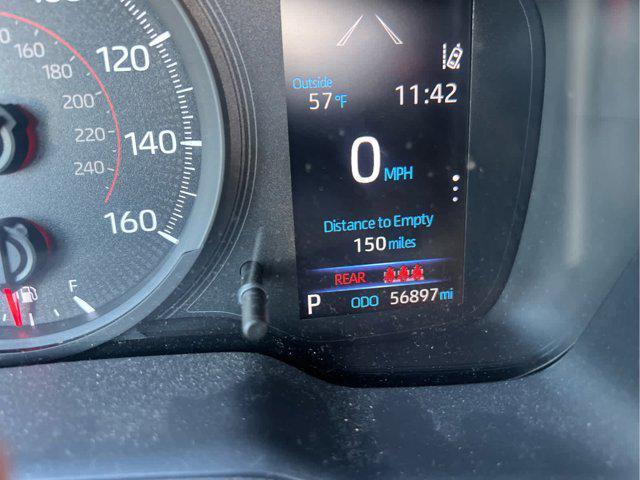 120
140
160
160
180
200
220
240
F
Outside
57 °F
11:42
0 MPH
Distance to Empty
150 miles
REAR
P ODO 56897 mi